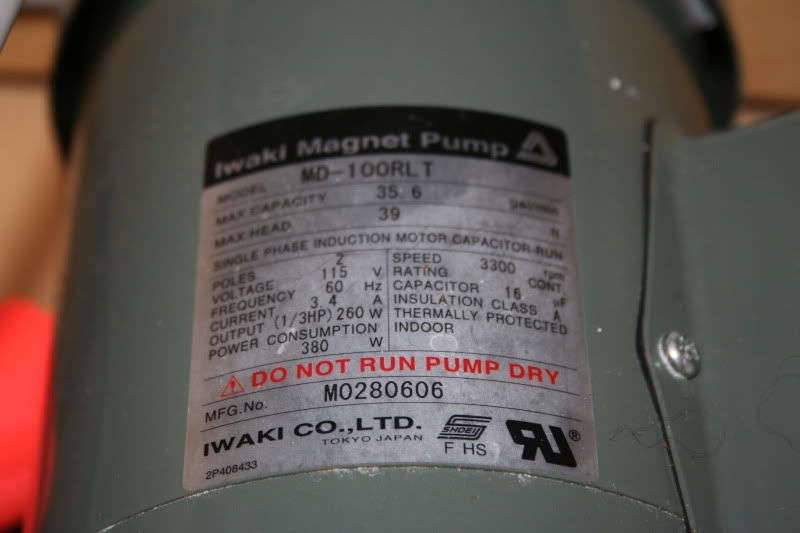 Iwaki Magnet Pump
MODEL MD-100RLT
MAX.CAPACITY 35.6 gal/min
MAX.HEAD 39 ft
SINGLE PHASE INDUCTION MOTOR CAPACITOR-RUN
POLES 2
VOLTAGE 115 V
FREQUENCY 60 Hz
CURRENT 3.4 A
OUTPUT (1/3HP) 260 W
POWER CONSUMPTION
380 W
SPEED 3300 rpm
RATING CONT
CAPACITOR 16 µF
INSULATION CLASS A
THERMALLY PROTECTED
INDOOR
DO NOT RUN PUMP DRY
MFG.No. M0280606
IWAKI CO.,LTD.
TOKYO JAPAN
SHOEI
F HS
RU®
2P408433